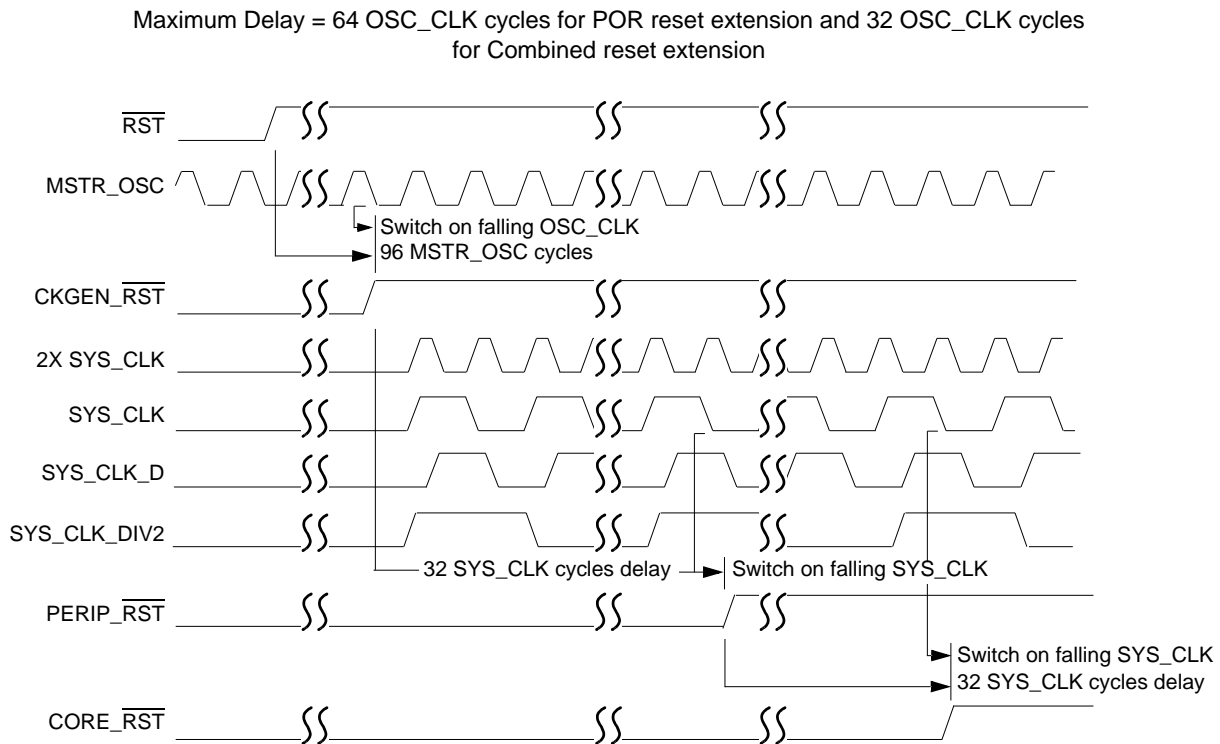 Maximum Delay = 64 OSC_CLK cycles for POR reset extension and 32 OSC_CLK cycles
for Combined reset extension
RST
MSTR_OSC
Switch on falling OSC_CLK
96 MSTR_OSC cycles
CKGEN_RST
2X SYS_CLK
SYS_CLK
SYS_CLK_D
SYS_CLK_DIV2
32 SYS_CLK cycles delay
Switch on falling SYS_CLK
PERIP_RST
Switch on falling SYS_CLK
32 SYS_CLK cycles delay
CORE_RST